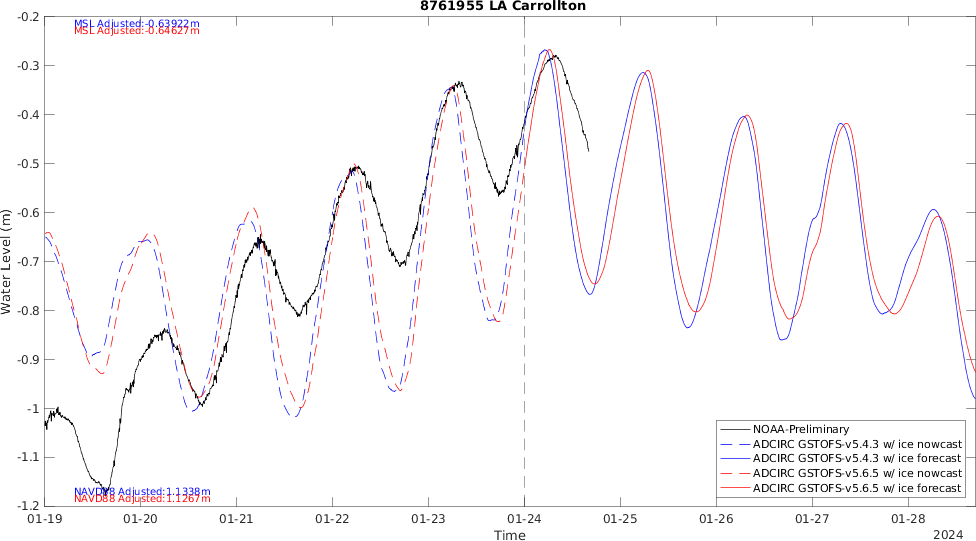 8761955 LA Carrollton
-0.2
MSL Adjusted:-0.63922m
MSL Adjusted:-0.64627m
-0.3
-0.4
-0.5
-0.6
-0.7
-0.8
-0.9
-1
-1.1
-1.2
Water Level (m)
NOAA-Preliminary
ADCIRC GSTOFS-v5.4.3 w/ ice nowcast
ADCIRC GSTOFS-v5.4.3 w/ ice forecast
ADCIRC GSTOFS-v5.6.5 w/ ice nowcast
ADCIRC GSTOFS-v5.6.5 w/ ice forecast
NAVD88 Adjusted:1.1338m
NAVD88 Adjusted:1.1267m
01-19 01-20 01-21 01-22 01-23 01-24 01-25 01-26 01-27 01-28
Time
2024